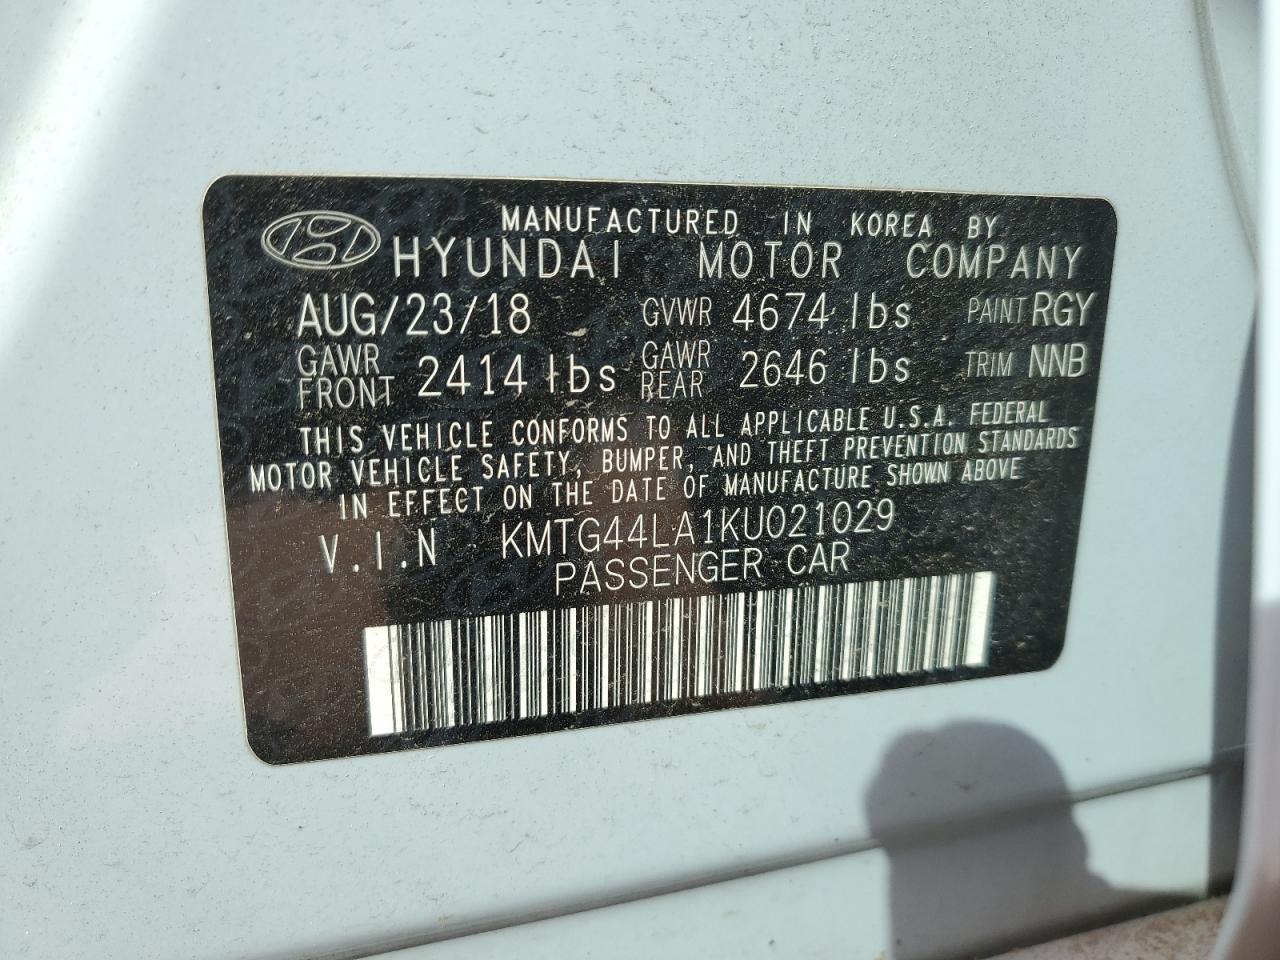 MANUFACTURED IN KOREA BY
HYUNDAI MOTOR COMPANY
AUG/23/18 GVWR 4674 lbs PAINT RGY
GAWR FRONT 2414 lbs GAWR REAR 2646 lbs TRIM NNB
THIS VEHICLE CONFORMS TO ALL APPLICABLE U.S.A. FEDERAL
MOTOR VEHICLE SAFETY, BUMPER, AND THEFT PREVENTION STANDARDS
IN EFFECT ON THE DATE OF MANUFACTURE SHOWN ABOVE
V.I.N KMTG44LA1KU021029
PASSENGER CAR